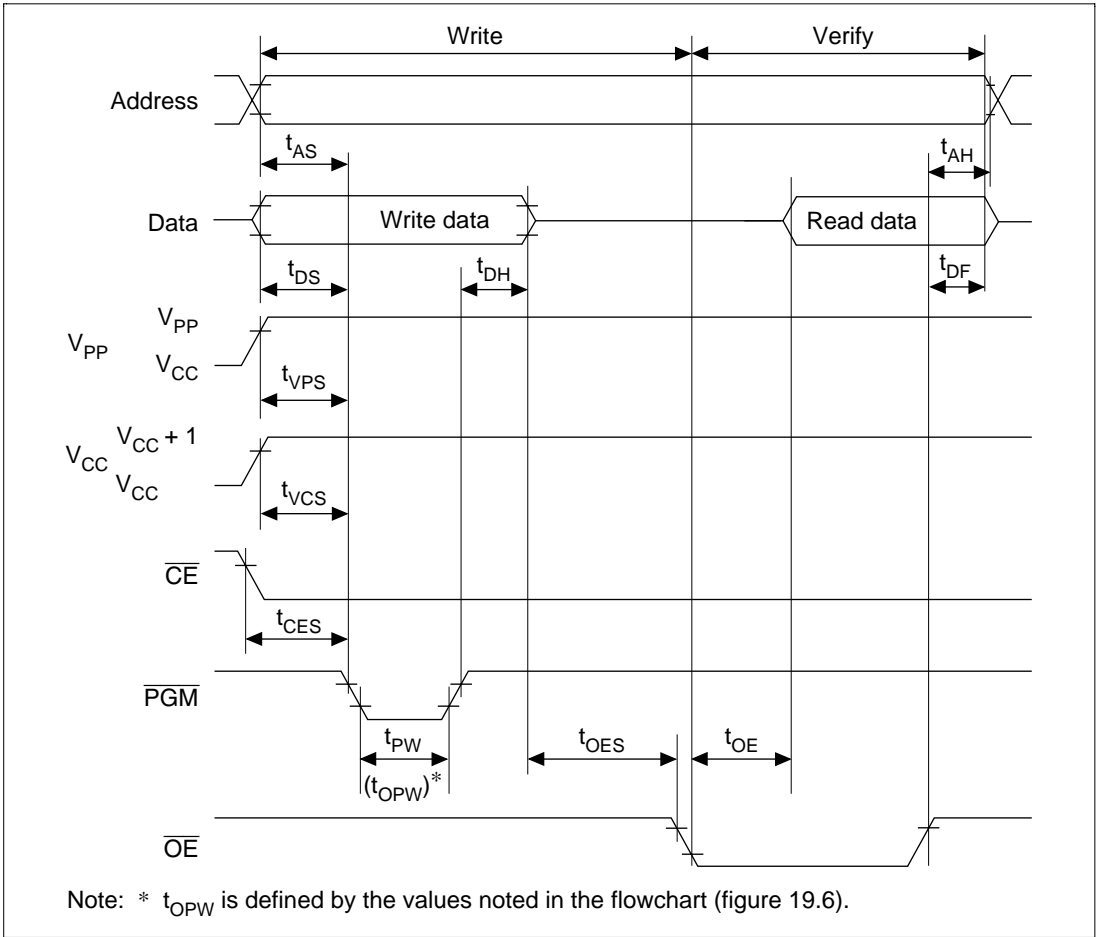 Write Verify
Address
tAS tAH
Data Write data Read data
tDS tDH tDF
VPP
VPP
VCC
tVPS
VCC + 1
VCC
VCC
tVCS
CE
tCES
PGM
tPW tOES tOE
(tOPW)*
OE
Note: * tOPW is defined by the values noted in the flowchart (figure 19.6).